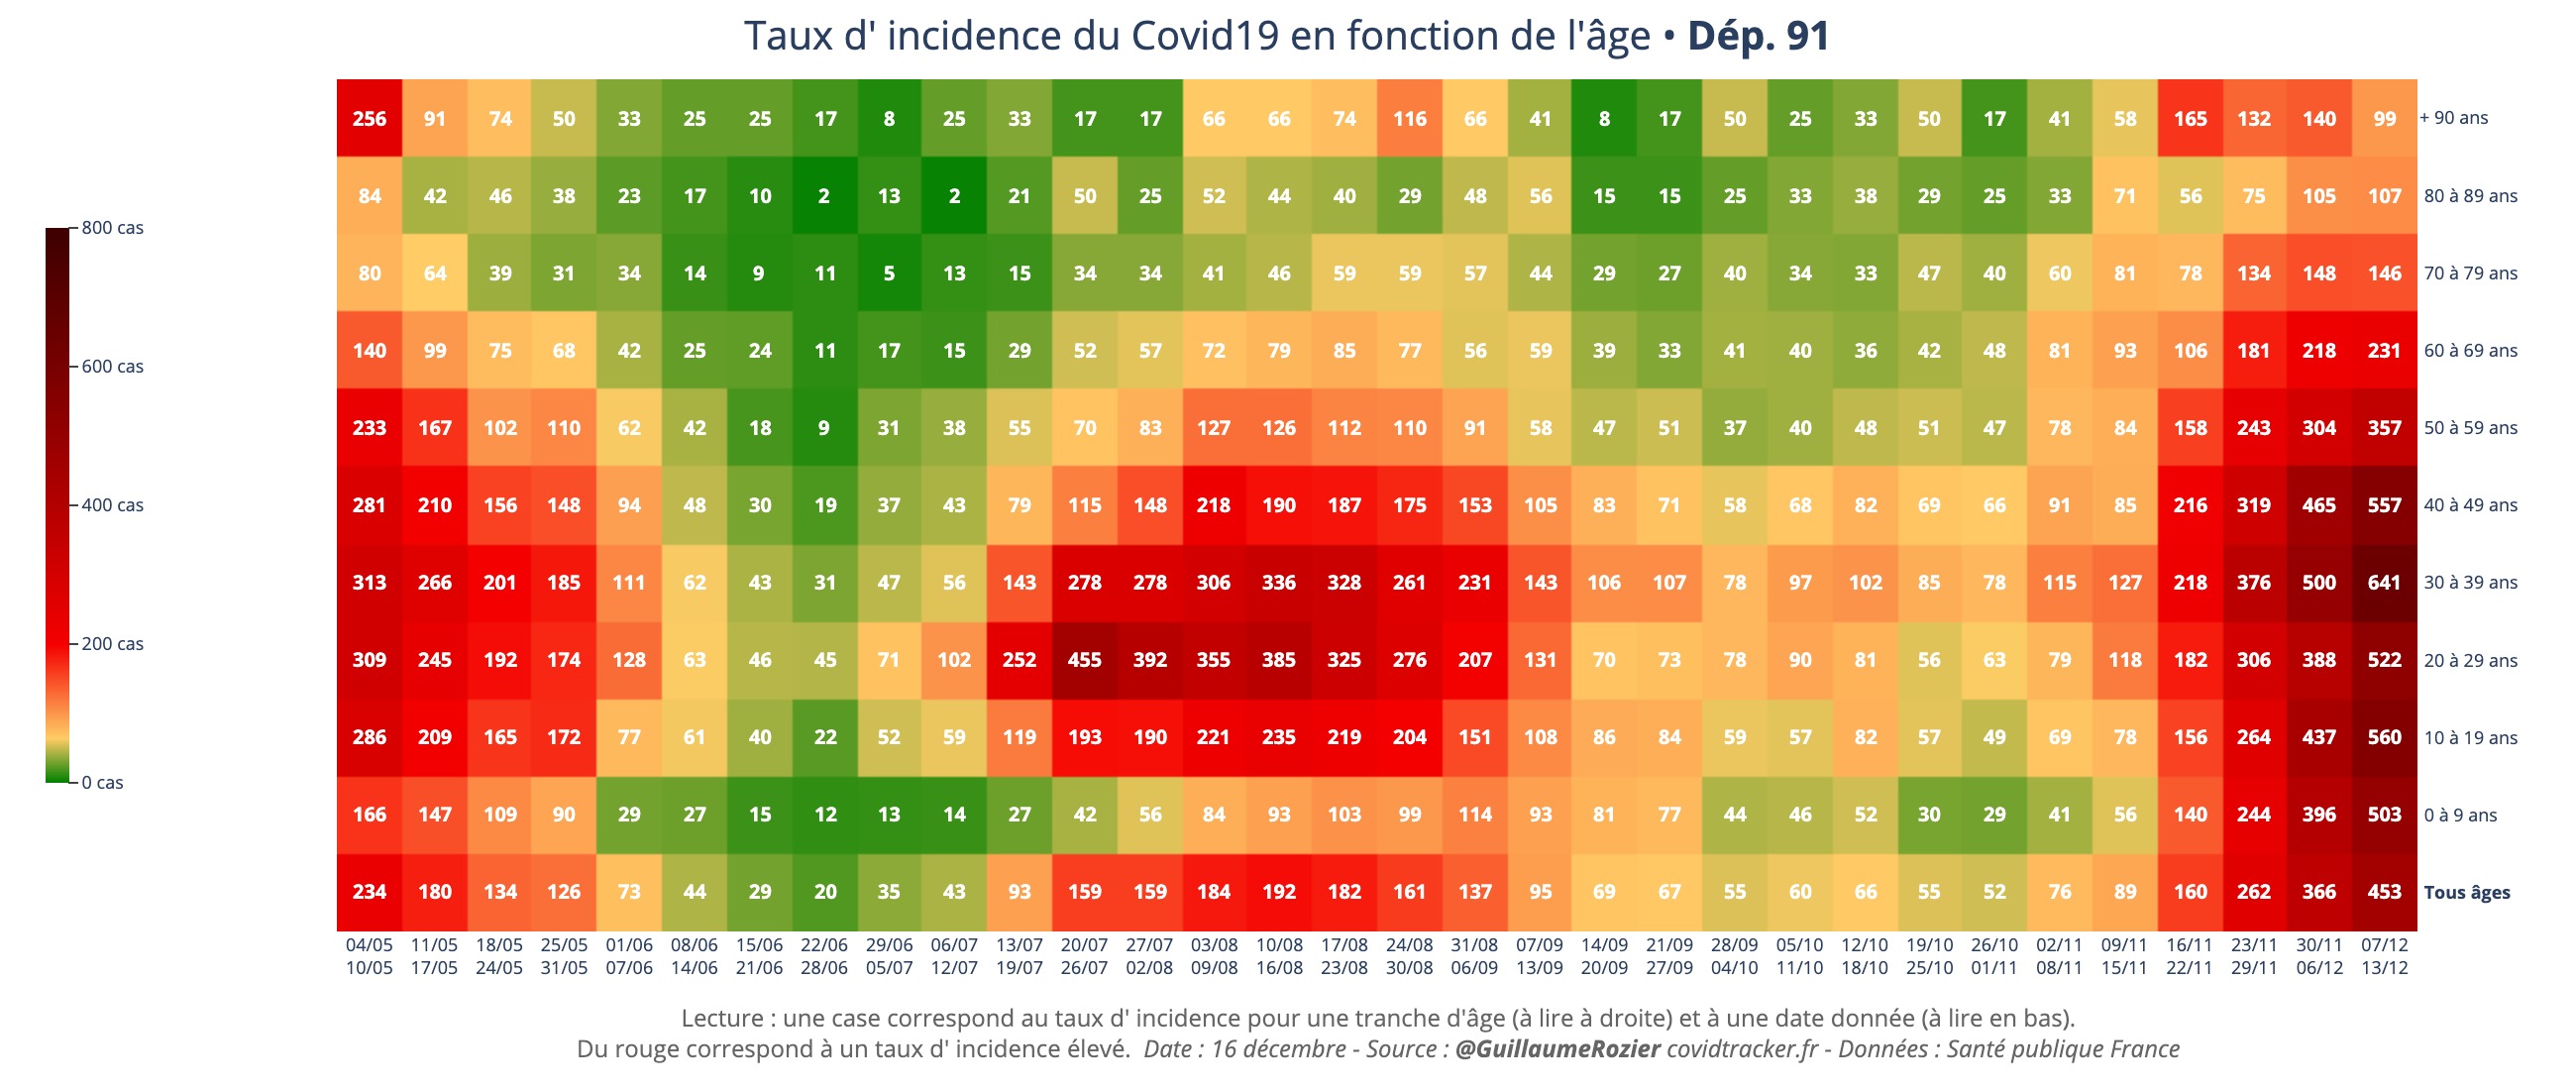 Taux d' incidence du Covid19 en fonction de l'âge • Dép. 91
256 91 74 50 33 25 25 17 8 25 33 17 17 66 66 74 116 66 41 8 17 50 25 33 50 17 41 58 165 132 140 99 + 90 ans
84 42 46 38 23 17 10 2 13 2 21 50 25 52 44 40 29 48 56 15 15 25 33 38 29 25 33 71 56 75 105 107 80 à 89 ans
80 64 39 31 34 14 9 11 5 13 15 34 34 41 46 59 59 57 44 29 27 40 34 33 47 40 60 81 78 134 148 146 70 à 79 ans
140 99 75 68 42 25 24 11 17 15 29 52 57 72 79 85 77 56 59 39 33 41 40 36 42 48 81 93 106 181 218 231 60 à 69 ans
233 167 102 110 62 42 18 9 31 38 55 70 83 127 126 112 110 91 58 47 51 37 40 48 51 47 78 84 158 243 304 357 50 à 59 ans
281 210 156 148 94 48 30 19 37 43 79 115 148 218 190 187 175 153 105 83 71 58 68 82 69 66 91 85 216 319 465 557 40 à 49 ans
313 266 201 185 111 62 43 31 47 56 143 278 278 306 336 328 261 231 143 106 107 78 97 102 85 78 115 127 218 376 500 641 30 à 39 ans
309 245 192 174 128 63 46 45 71 102 252 455 392 355 385 325 276 207 131 70 73 78 90 81 56 63 79 118 182 306 388 522 20 à 29 ans
286 209 165 172 77 61 40 22 52 59 119 193 190 221 235 219 204 151 108 86 84 59 57 82 57 49 69 78 156 264 437 560 10 à 19 ans
166 147 109 90 29 27 15 12 13 14 27 42 56 84 93 103 99 114 93 81 77 44 46 52 30 29 41 56 140 244 396 503 0 à 9 ans
234 180 134 126 73 44 29 20 35 43 93 159 159 184 192 182 161 137 95 69 67 55 60 66 55 52 76 89 160 262 366 453 Tous âges
04/05 11/05 18/05 25/05 01/06 08/06 15/06 22/06 29/06 06/07 13/07 20/07 27/07 03/08 10/08 17/08 24/08 31/08 07/09 14/09 21/09 28/09 05/10 12/10 19/10 26/10 02/11 09/11 16/11 23/11 30/11 07/12
10/05 17/05 24/05 31/05 07/06 14/06 21/06 28/06 05/07 12/07 19/07 26/07 02/08 09/08 16/08 23/08 30/08 06/09 13/09 20/09 27/09 04/10 11/10 18/10 25/10 01/11 08/11 15/11 22/11 29/11 06/12 13/12
800 cas
600 cas
400 cas
200 cas
0 cas
Lecture : une case correspond au taux d' incidence pour une tranche d'âge (à lire à droite) et à une date donnée (à lire en bas).
Du rouge correspond à un taux d' incidence élevé. Date : 16 décembre - Source : @GuillaumeRozier covidtracker.fr - Données : Santé publique France